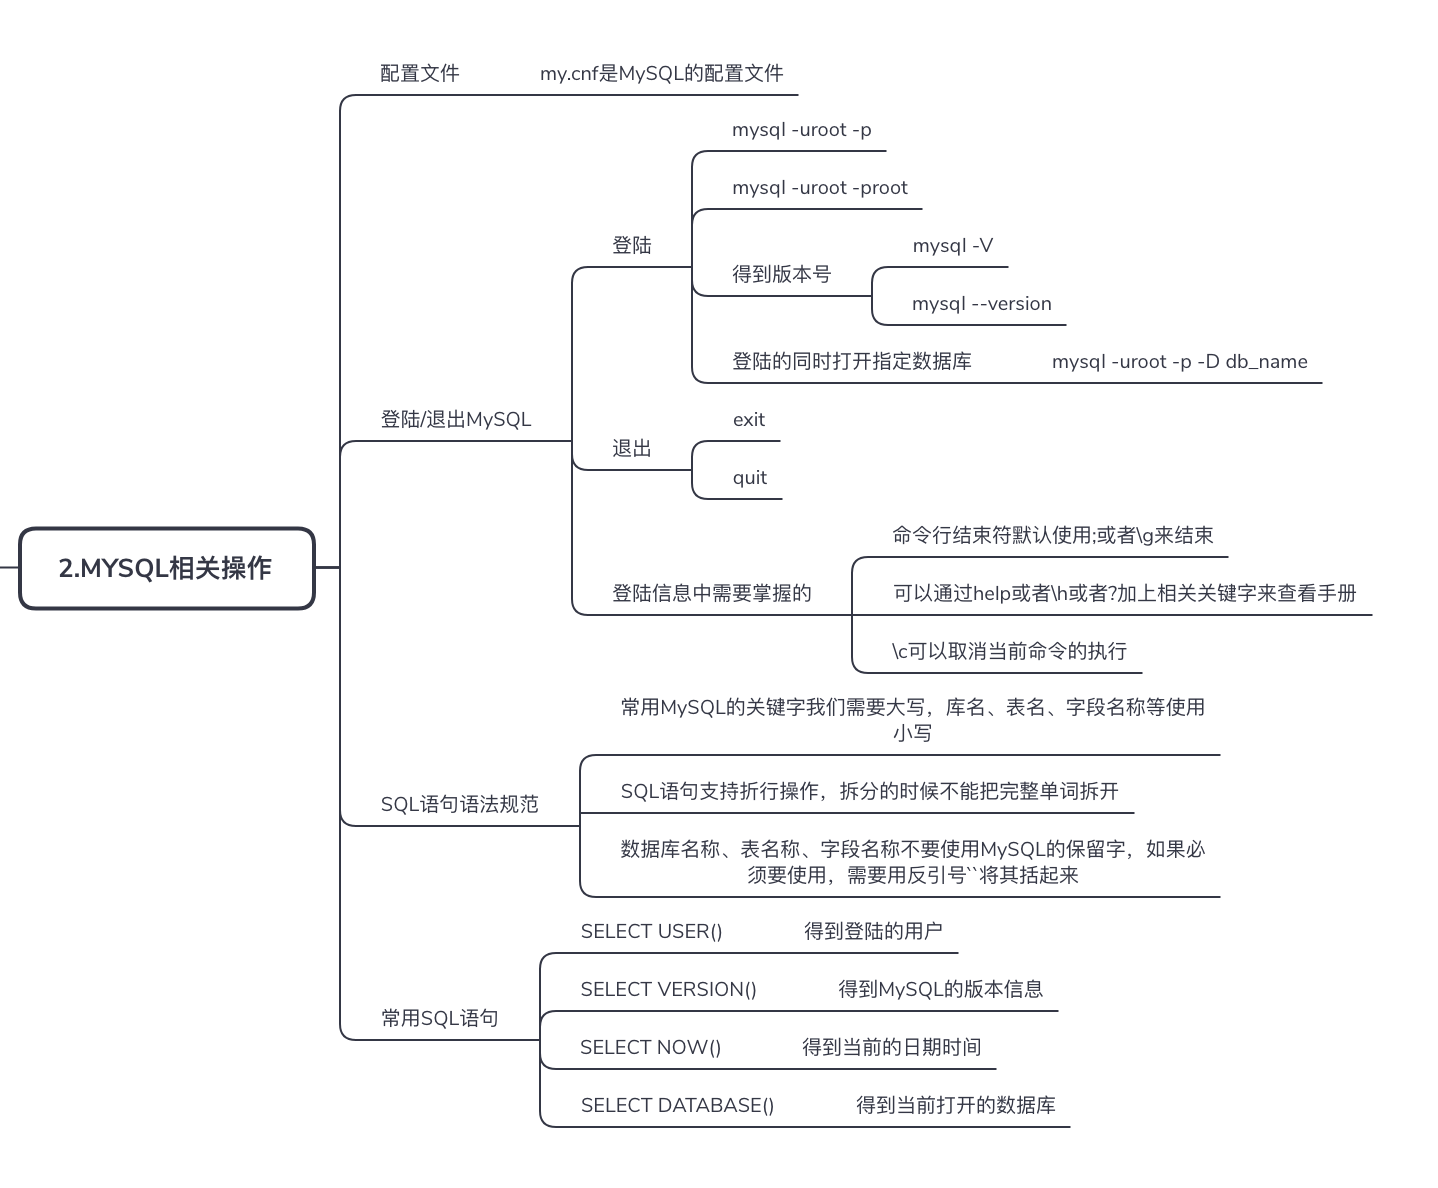 配置文件
my.cnf是MySQL的配置文件
mysql -uroot -p
mysql -uroot -proot
登陆
mysql -V
得到版本号
mysql --version
登陆的同时打开指定数据库
mysql -uroot -p -D db_name
登陆/退出MySQL
exit
退出
quit
2.MYSQL相关操作
命令行结束符默认使用;或者\g来结束
登陆信息中需要掌握的
可以通过help或者\h或者?加上相关关键字来查看手册
\c可以取消当前命令的执行
常用MySQL的关键字我们需要大写，库名、表名、字段名称等使用
小写
SQL语句语法规范
SQL语句支持折行操作，拆分的时候不能把完整单词拆开
数据库名称、表名称、字段名称不要使用MySQL的保留字，如果必
须要使用，需要用反引号``将其括起来
SELECT USER()
得到登陆的用户
SELECT VERSION()
得到MySQL的版本信息
常用SQL语句
SELECT NOW()
得到当前的日期时间
SELECT DATABASE()
得到当前打开的数据库